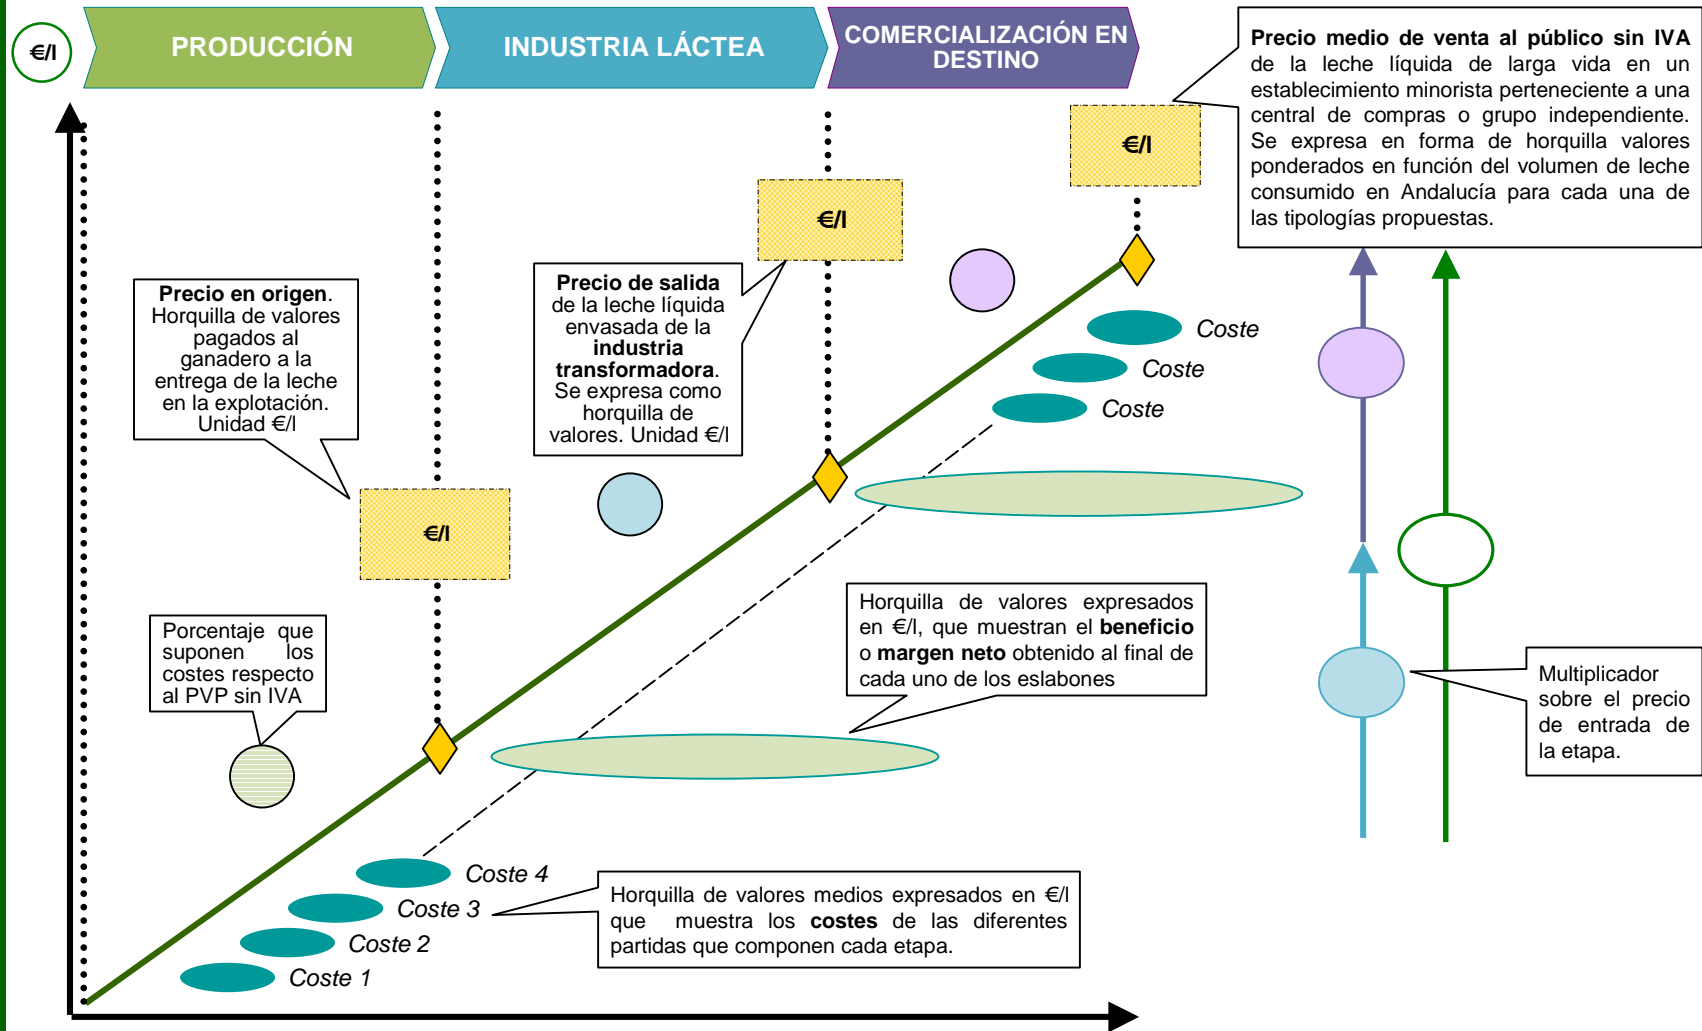 €/l
PRODUCCIÓN
INDUSTRIA LÁCTEA
COMERCIALIZACIÓN EN
DESTINO
Precio medio de venta al público sin IVA
de la leche líquida de larga vida en un
establecimiento minorista perteneciente a una
central de compras o grupo independiente.
Se expresa en forma de horquilla valores
ponderados en función del volumen de leche
consumido en Andalucía para cada una de
las tipologías propuestas.
€/l
€/l
Precio de salida
de la leche líquida
envasada de la
industria
transformadora.
Se expresa como
horquilla de
valores. Unidad €/l
Precio en origen.
Horquilla de valores
pagados al
ganadero a la
entrega de la leche
en la explotación.
Unidad €/l
€/l
Coste
Coste
Coste
Porcentaje que
suponen los
costes respecto
al PVP sin IVA
Horquilla de valores expresados
en €/l, que muestran el beneficio
o margen neto obtenido al final de
cada uno de los eslabones
Multiplicador
sobre el precio
de entrada de
la etapa.
Coste 4
Coste 3
Coste 2
Coste 1
Horquilla de valores medios expresados en €/l
que muestra los costes de las diferentes
partidas que componen cada etapa.